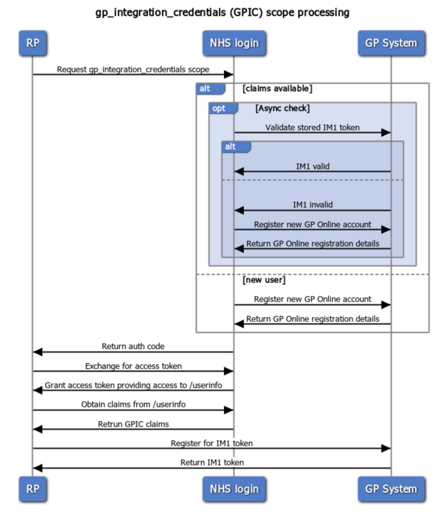 gp_integration_credentials (GPIC) scope processing
RP NHS login GP System
Request gp_integration_credentials scope
alt [claims available]
opt [Async check]
Validate stored IM1 token
alt
IM1 valid
IM1 invalid
Register new GP Online account
Return GP Online registration details
[new user]
Register new GP Online account
Return GP Online registration details
Return auth code
Exchange for access token
Grant access token providing access to /userinfo
Obtain claims from /userinfo
Retrun GPIC claims
Register for IM1 token
Return IM1 token
RP NHS login GP System